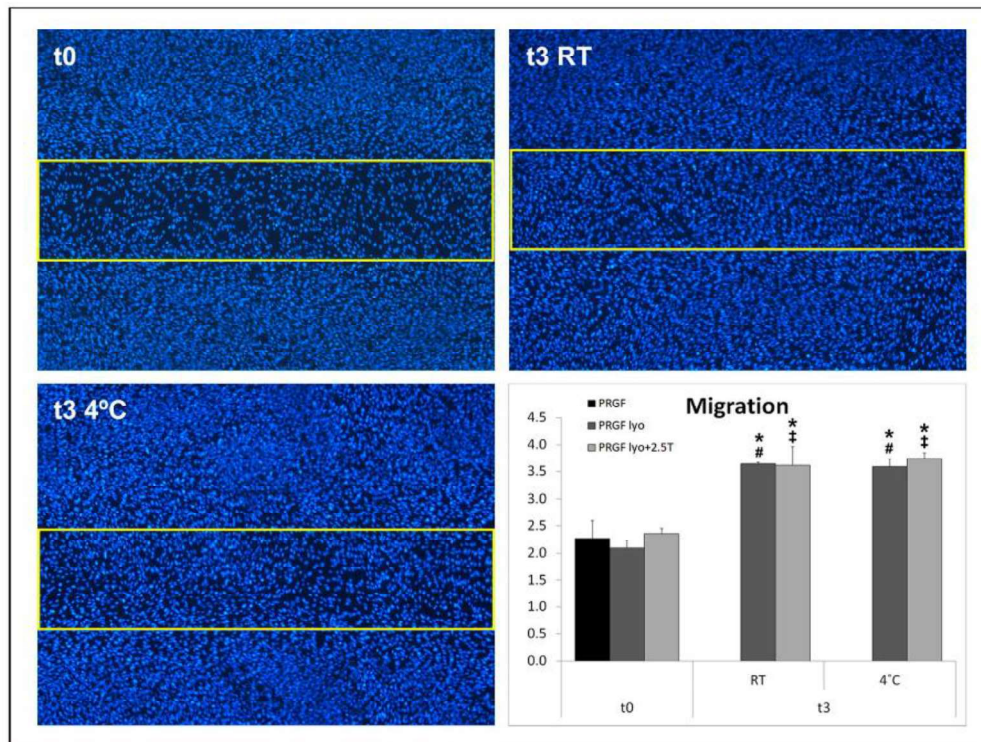 t0
t3 RT
t3 4ºC
Migration
PRGF
PRGF lyo
PRGF lyo+2.5T
4.5
4.0
3.5
3.0
2.5
2.0
1.5
1.0
0.5
0.0
* * * *
# ‡ # ‡
RT 4˚C
t0 t3